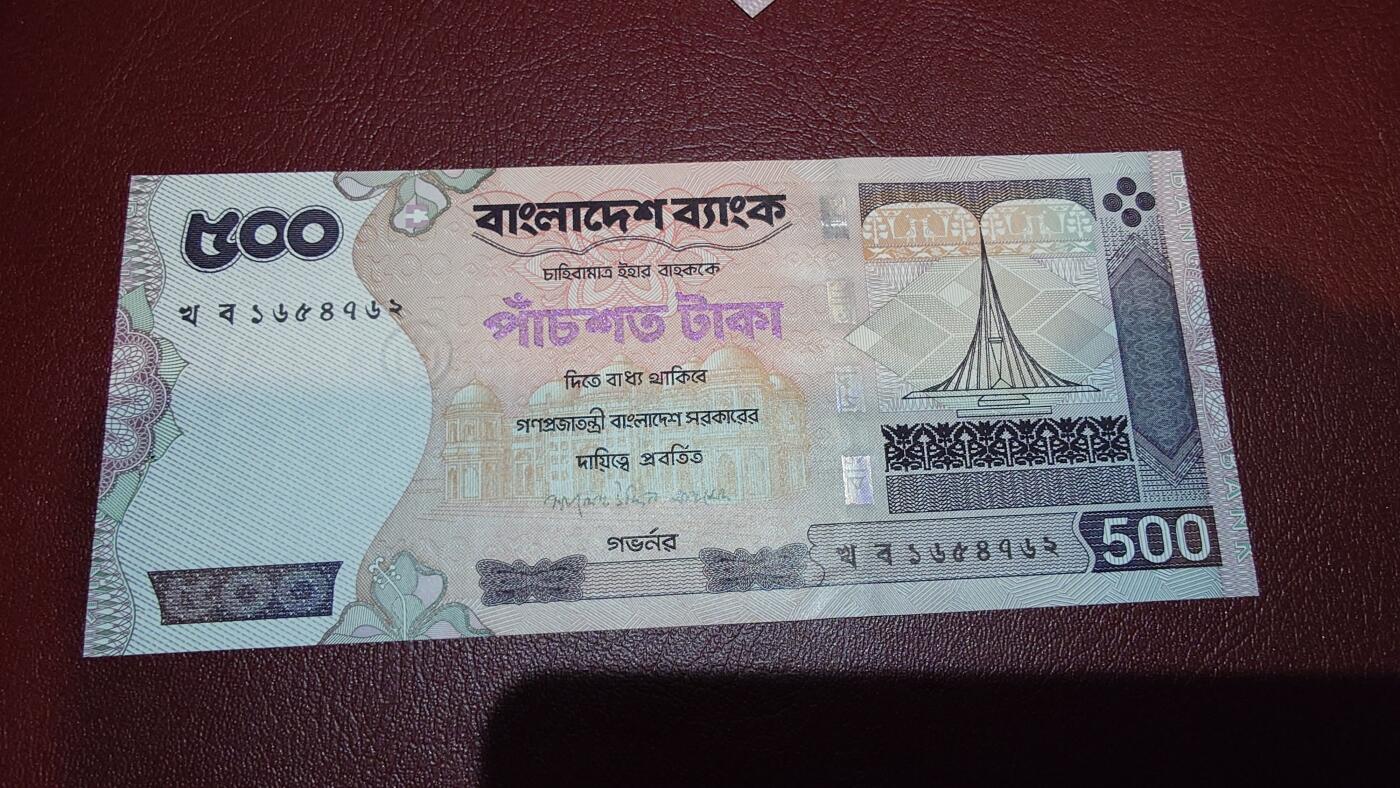 ৫০০
বাংলাদেশ ব্যাংক
চাহিবামাত্র ইহার বাহককে
খ ব ১৬৫৪৭৬২
পাঁচশত টাকা
দিতে বাধ্য থাকিবে
গণপ্রজাতন্ত্রী বাংলাদেশ সরকারের
দায়িত্বে প্রবর্তিত
গভর্নর
খ ব ১৬৫৪৭৬২
500